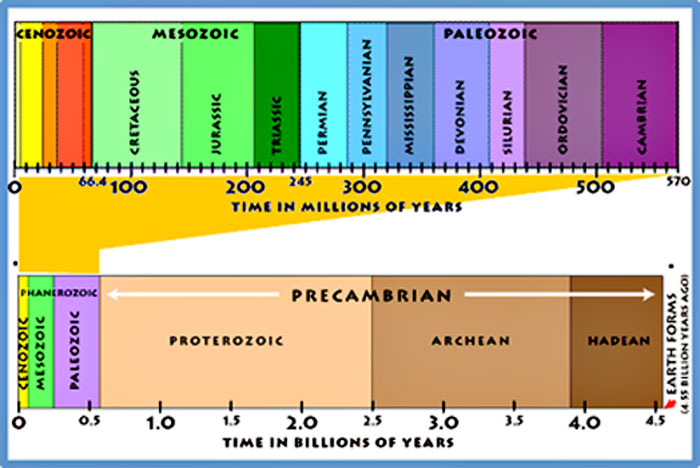 CENOZOIC MESOZOIC PALEOZOIC
CRETACEOUS
JURASSIC
TRIASSIC
PERMIAN
PENNSYLVANIAN
MISSISSIPPIAN
DEVONIAN
SILURIAN
ORDOVICIAN
CAMBRIAN
0 66.4 100 200 245 300 400 500 570
TIME IN MILLIONS OF YEARS
PHANEROZOIC PRECAMBRIAN
CENOZOIC
MESOZOIC
PALEOZOIC
PROTEROZOIC ARCHEAN HADEAN
EARTH FORMS
(4.55 BILLION YEARS AGO)
0 0.5 1.0 1.5 2.0 2.5 3.0 3.5 4.0 4.5
TIME IN BILLIONS OF YEARS